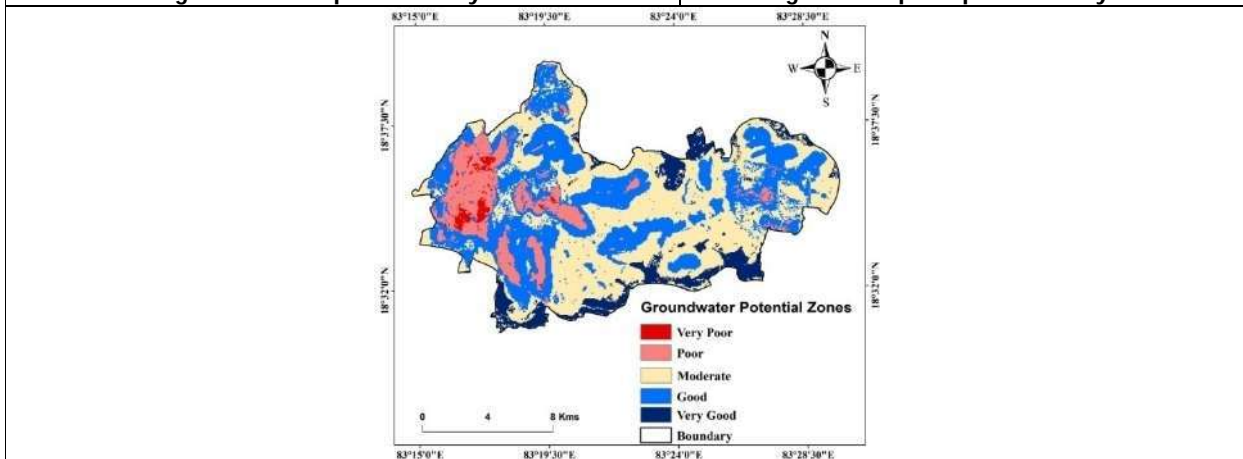 83°15'0"E 83°19'30"E 83°24'0"E 83°28'30"E
N
W E
S
18°37'30"N 18°37'30"N
18°32'0"N 18°32'0"N
Groundwater Potential Zones
Very Poor
Poor
Moderate
Good
Very Good
Boundary
0 4 8 Kms
83°15'0"E 83°19'30"E 83°24'0"E 83°28'30"E